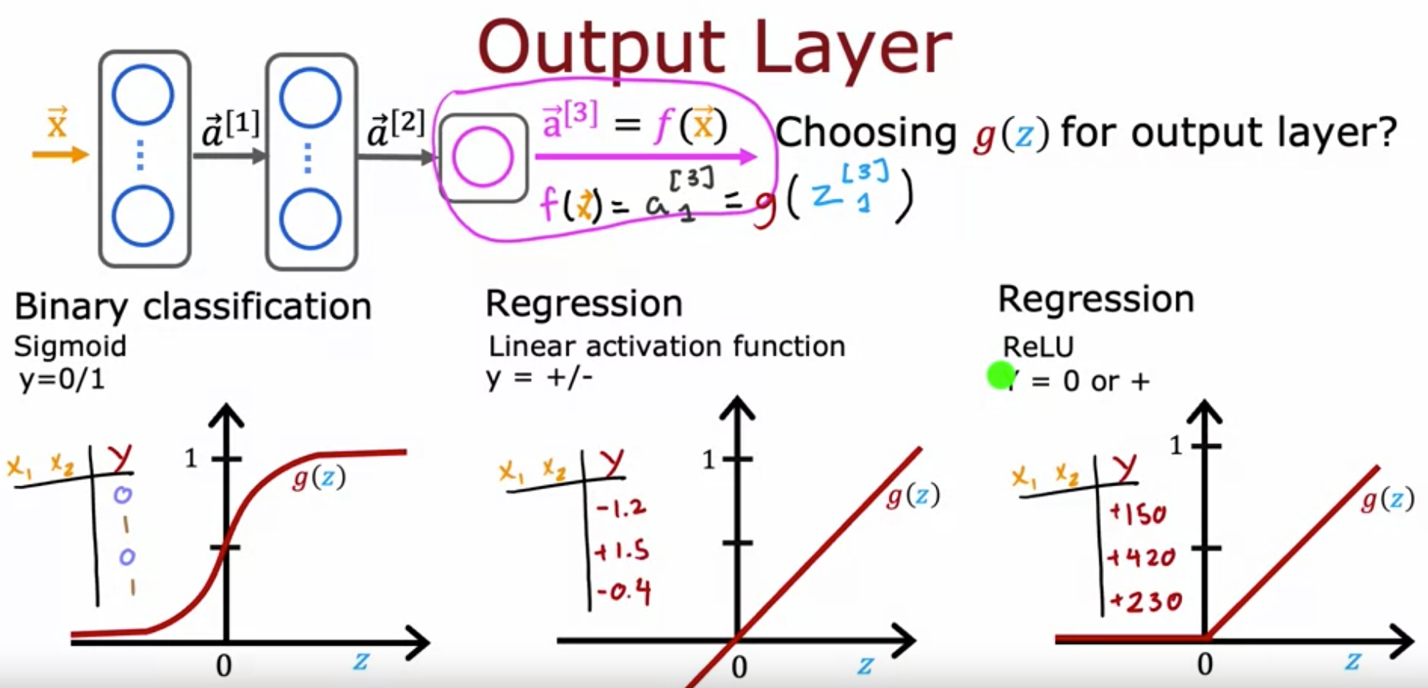 Output Layer
x⃗
a⃗[1]
a⃗[2]
a⃗[3] = f(x⃗)
f(x⃗) = a1[3] = g(z1[3])
Choosing g(z) for output layer?
Binary classification
Sigmoid
y=0/1
x1 x2 y
0
1
0
1
1
g(z)
0
z
Regression
Linear activation function
y = +/-
x1 x2 y
-1.2
+1.5
-0.4
1
g(z)
0
z
Regression
ReLU
Y = 0 or +
x1 x2 y
+150
+420
+230
1
g(z)
0
z